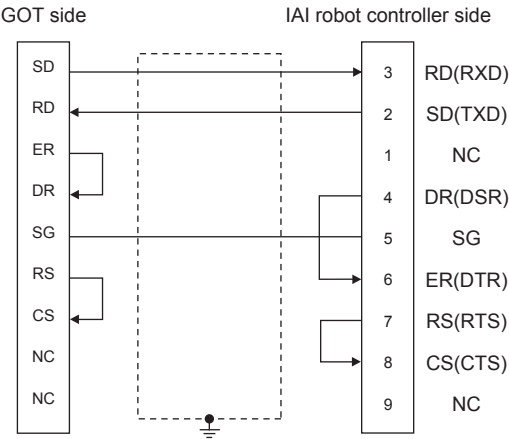 GOT side IAI robot controller side
SD 3 RD(RXD)
RD 2 SD(TXD)
ER 1 NC
DR 4 DR(DSR)
SG 5 SG
RS 6 ER(DTR)
CS 7 RS(RTS)
NC 8 CS(CTS)
NC 9 NC